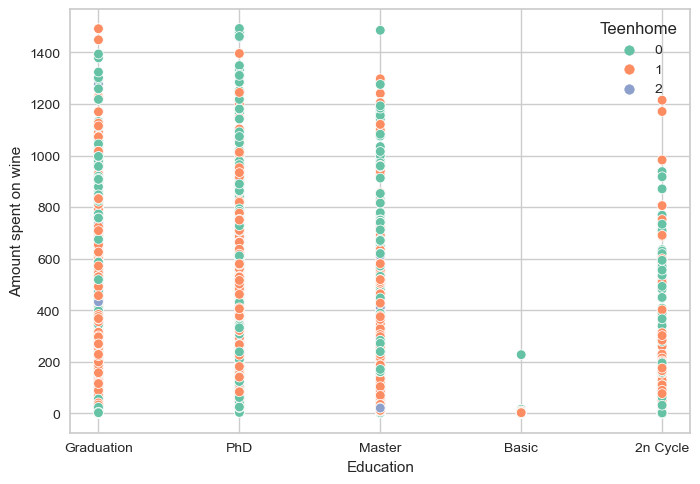 Teenhome
0
1
2
1400
1200
1000
800
600
400
200
0
Amount spent on wine
Graduation PhD Master Basic 2n Cycle
Education